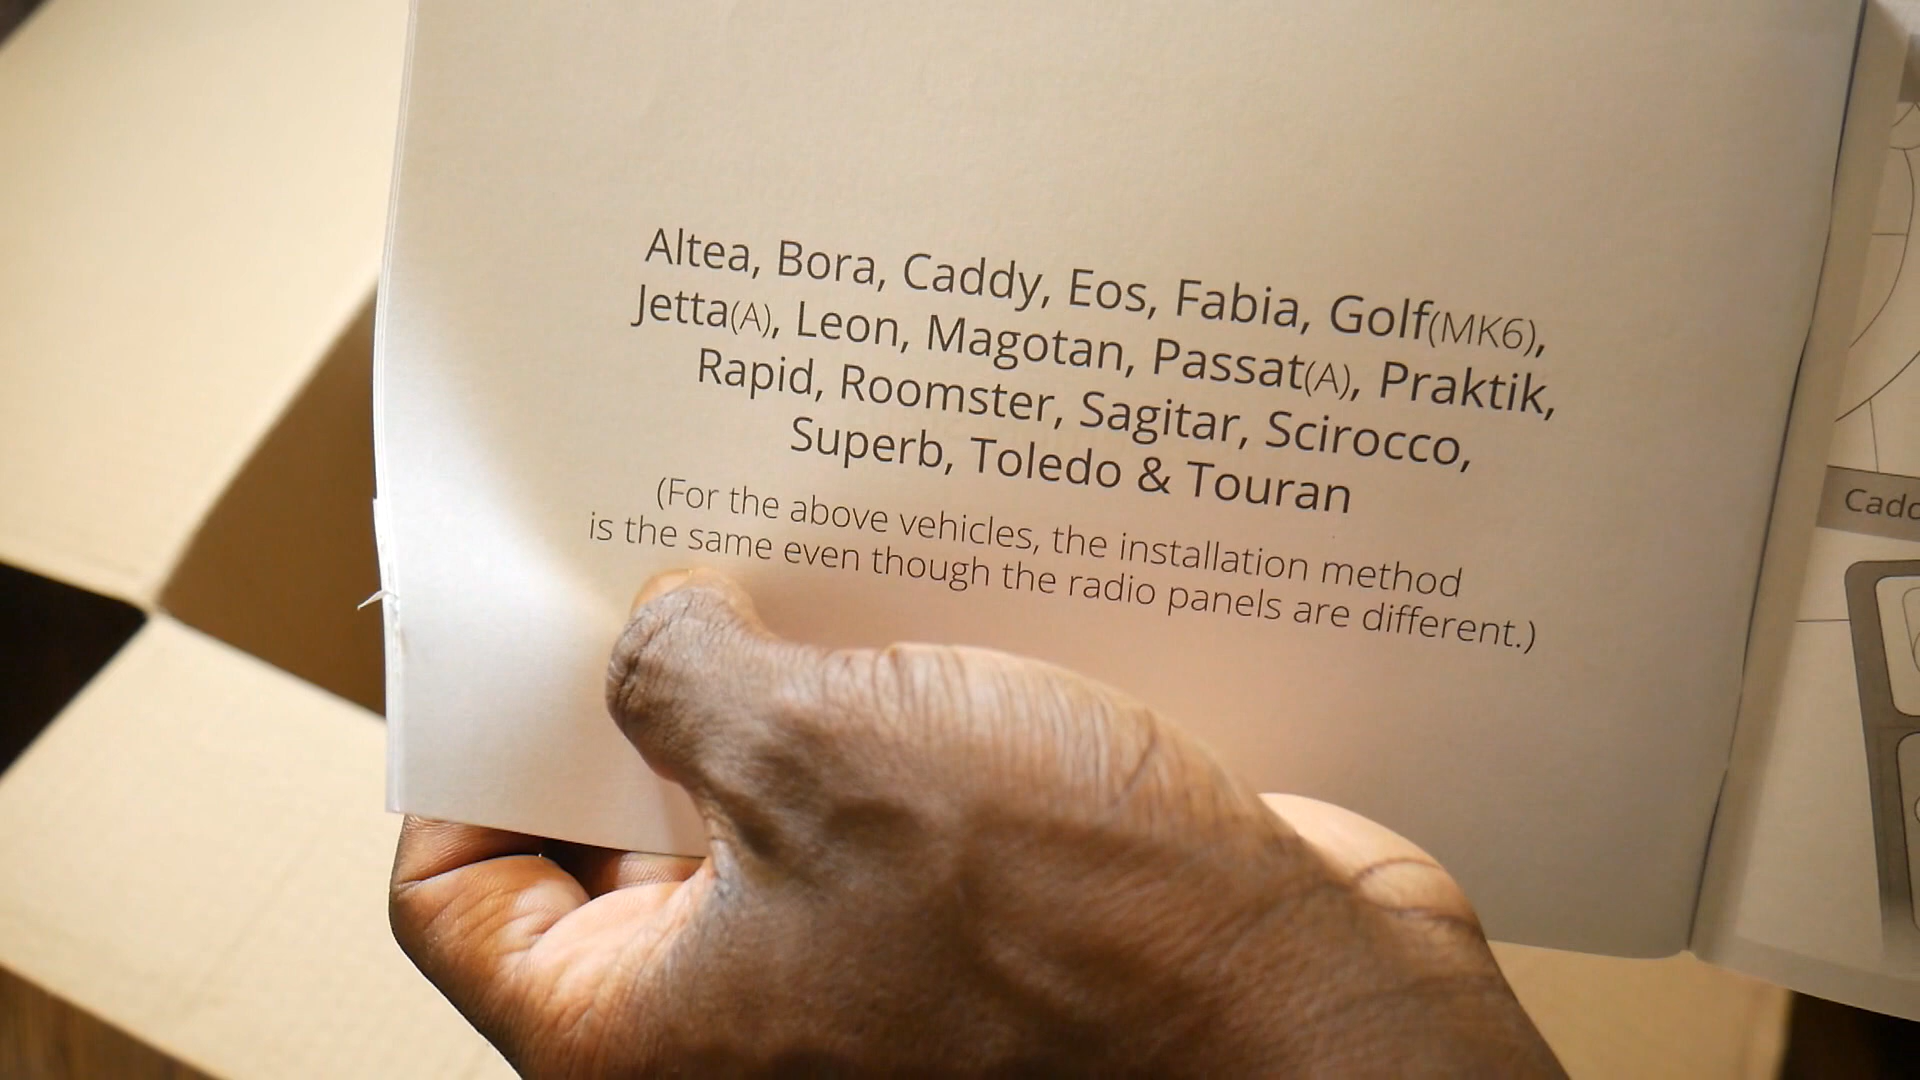 Altea, Bora, Caddy, Eos, Fabia, Golf(MK6),
Jetta(A), Leon, Magotan, Passat(A), Praktik,
Rapid, Roomster, Sagitar, Scirocco,
Superb, Toledo & Touran
(For the above vehicles, the installation method
is the same even though the radio panels are different.)